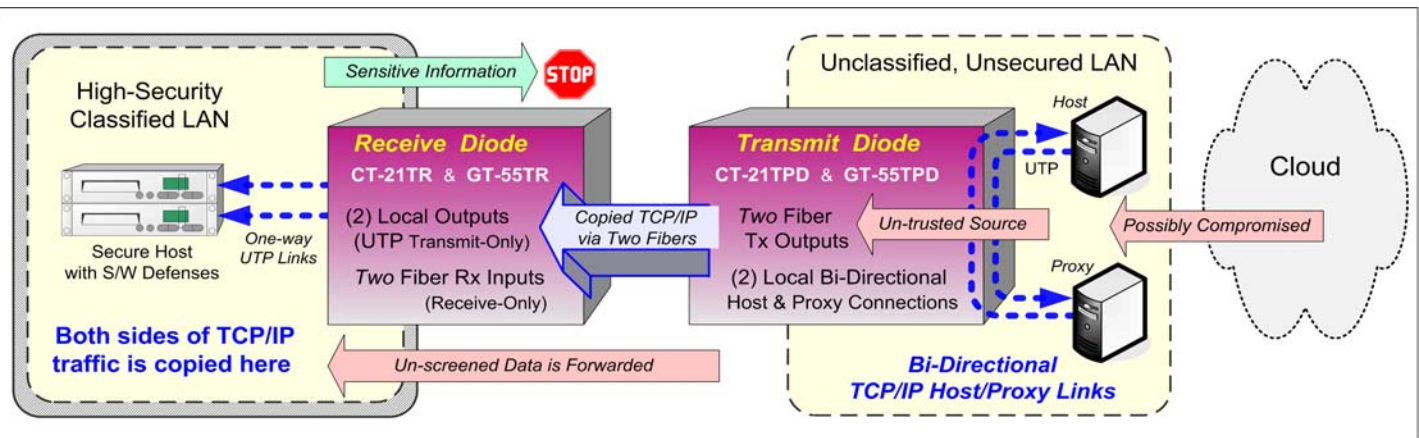 High-Security
Classified LAN
Secure Host
with S/W Defenses
One-way
UTP Links
Both sides of TCP/IP
traffic is copied here
Sensitive Information
STOP
Receive Diode
CT-21TR & GT-55TR
(2) Local Outputs
(UTP Transmit-Only)
Two Fiber Rx Inputs
(Receive-Only)
Copied TCP/IP
via Two Fibers
Un-screened Data is Forwarded
Transmit Diode
CT-21TPD & GT-55TPD
Two Fiber
Tx Outputs
(2) Local Bi-Directional
Host & Proxy Connections
Unclassified, Unsecured LAN
Host
UTP
Un-trusted Source
Proxy
Bi-Directional
TCP/IP Host/Proxy Links
Possibly Compromised
Cloud